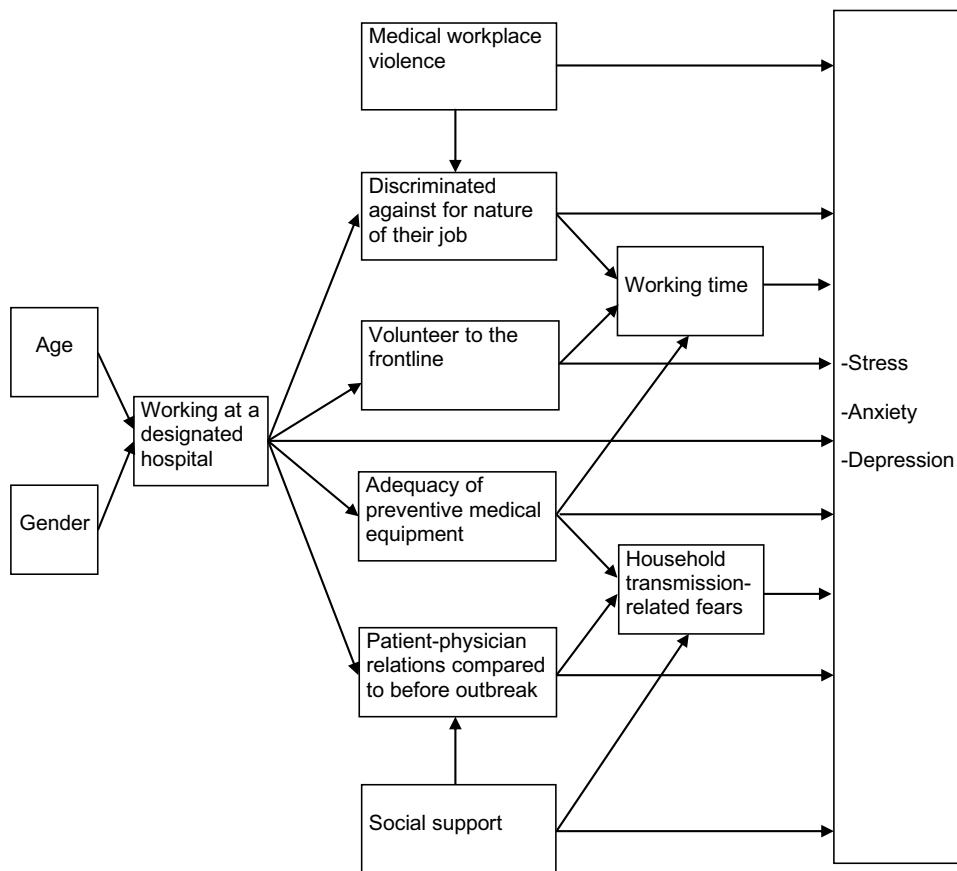 Medical workplace
violence
Discriminated
against for nature
of their job
Working time
Age
Volunteer to the
frontline
-Stress
Working at a
designated
hospital
-Anxiety
-Depression
Gender
Adequacy of
preventive medical
equipment
Household
transmission-
related fears
Patient-physician
relations compared
to before outbreak
Social support